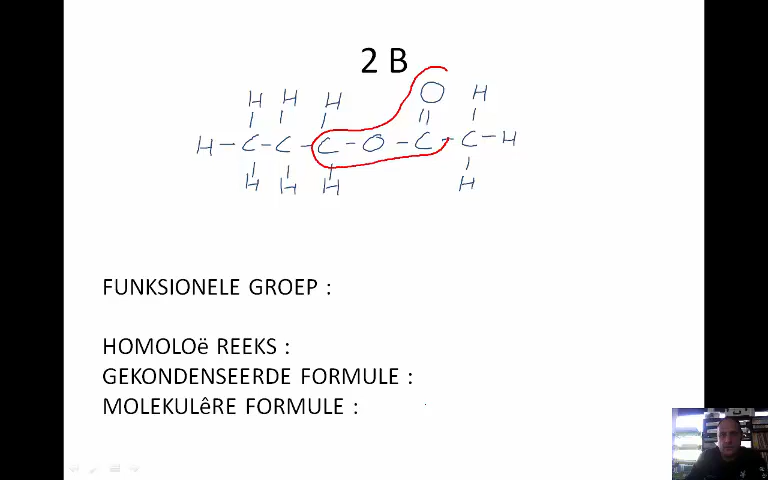 2 B
H H H O H
H – C – C – C – O – C – C – H
H H H H
FUNKSIONELE GROEP :
HOMOLOë REEKS :
GEKONDENSEERDE FORMULE :
MOLEKULêRE FORMULE :